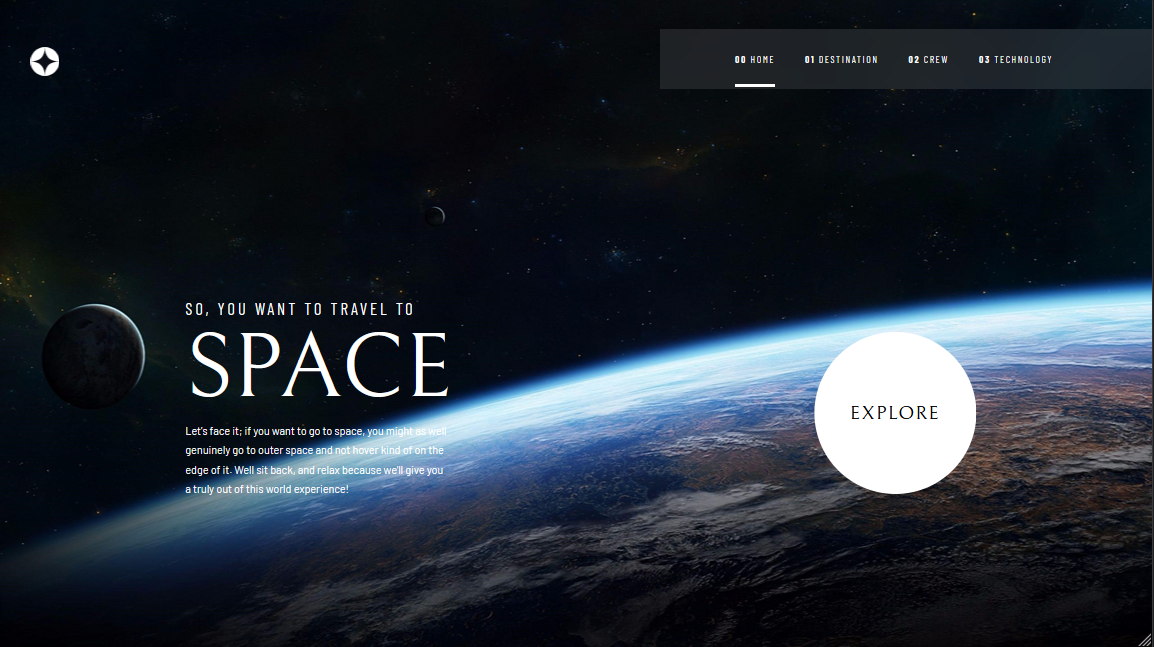 00 HOME 01 DESTINATION 02 CREW 03 TECHNOLOGY
SO, YOU WANT TO TRAVEL TO
SPACE
Let's face it; if you want to go to space, you might as well
genuinely go to outer space and not hover kind of on the
edge of it. Well sit back, and relax because we'll give you
a truly out of this world experience!
EXPLORE